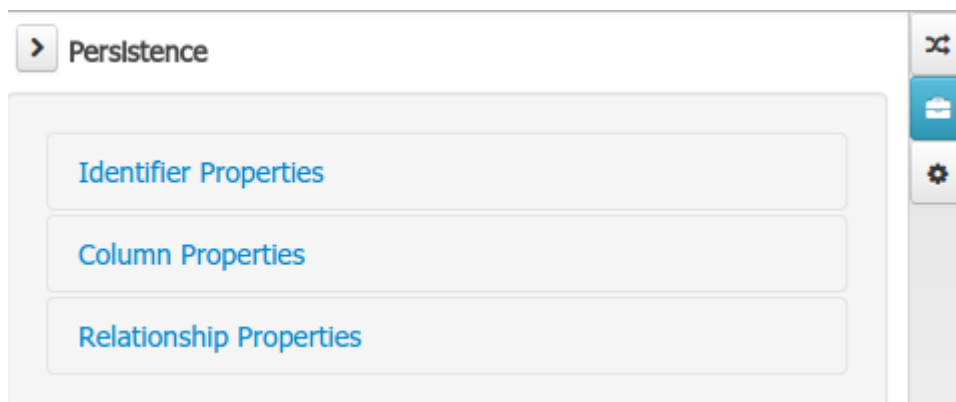 Persistence
Identifier Properties
Column Properties
Relationship Properties